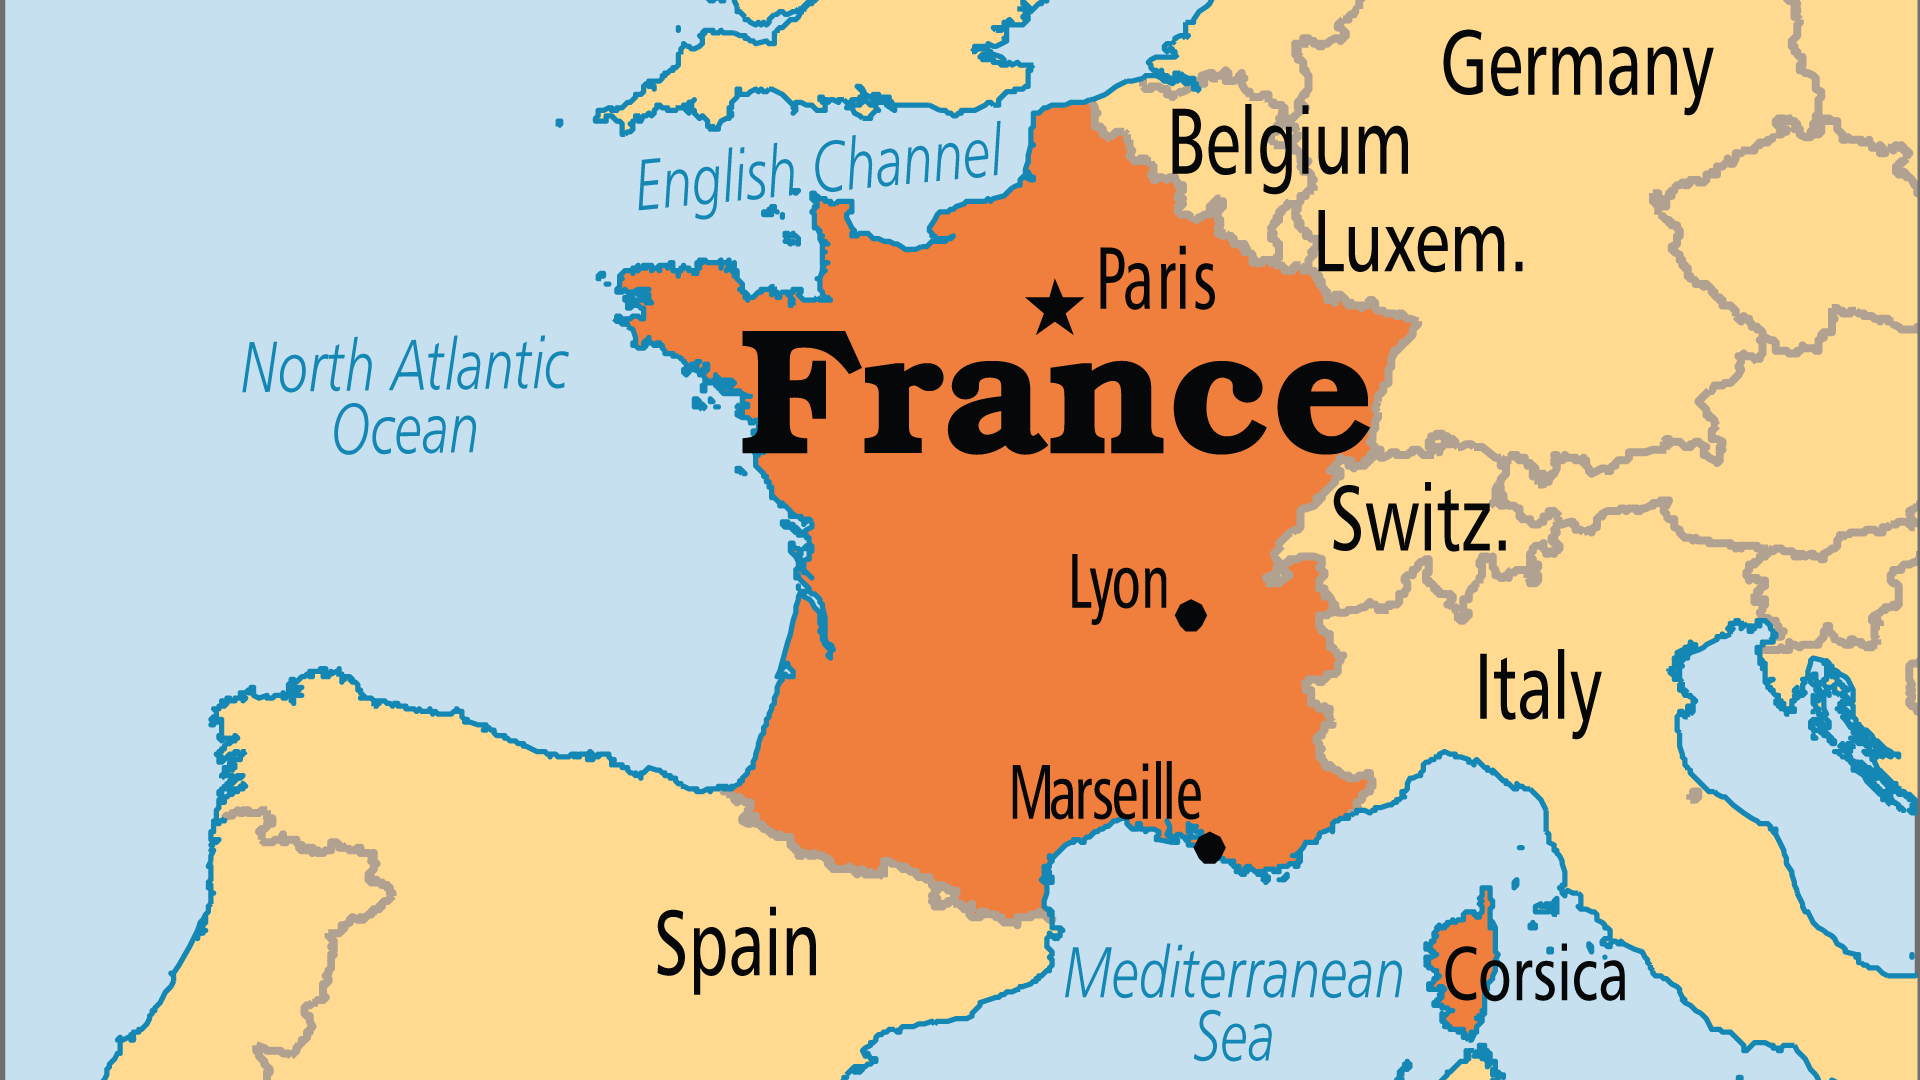 Germany
Belgium
English Channel
Luxem.
Paris
North Atlantic
Ocean
France
Switz.
Lyon
Italy
Marseille
Spain
Mediterranean
Sea
Corsica